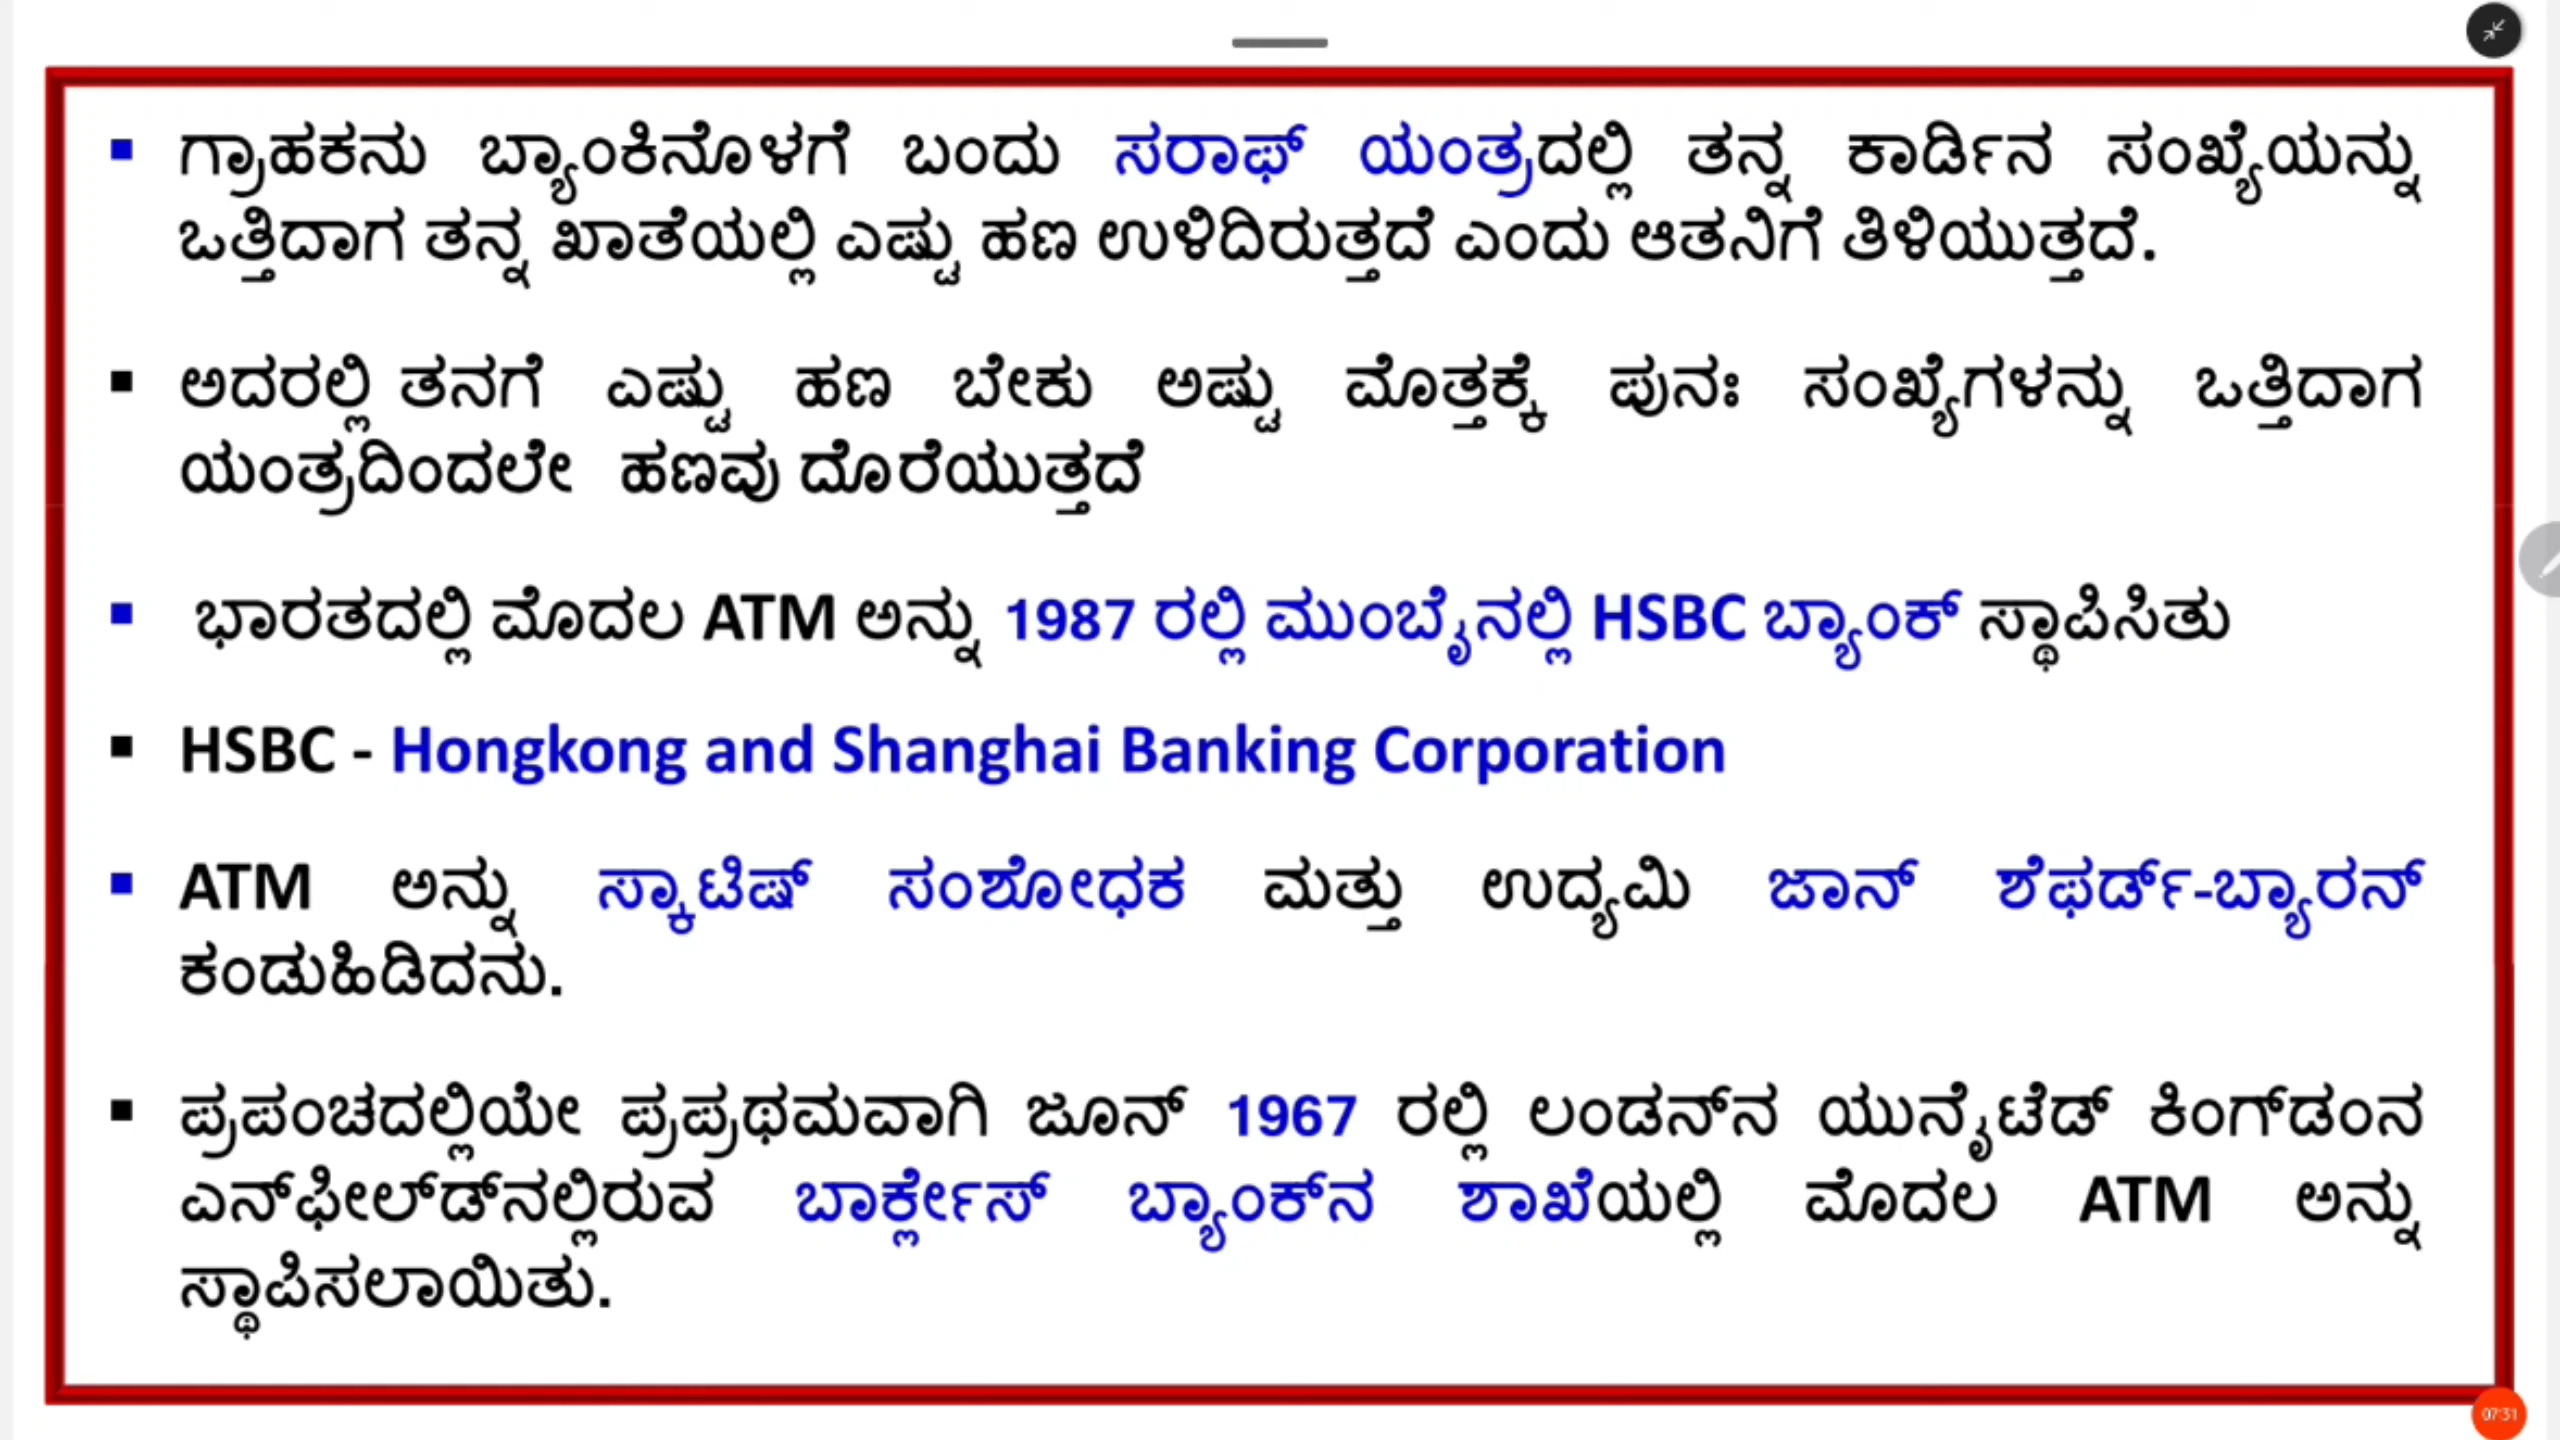 ಗ್ರಾಹಕನು ಬ್ಯಾಂಕಿನೊಳಗೆ ಬಂದು ಸರಾಫ್ ಯಂತ್ರದಲ್ಲಿ ತನ್ನ ಕಾರ್ಡಿನ ಸಂಖ್ಯೆಯನ್ನು
ಒತ್ತಿದಾಗ ತನ್ನ ಖಾತೆಯಲ್ಲಿ ಎಷ್ಟು ಹಣ ಉಳಿದಿರುತ್ತದೆ ಎಂದು ಆತನಿಗೆ ತಿಳಿಯುತ್ತದೆ.
ಅದರಲ್ಲಿ ತನಗೆ ಎಷ್ಟು ಹಣ ಬೇಕು ಅಷ್ಟು ಮೊತ್ತಕ್ಕೆ ಪುನಃ ಸಂಖ್ಯೆಗಳನ್ನು ಒತ್ತಿದಾಗ
ಯಂತ್ರದಿಂದಲೇ ಹಣವು ದೊರೆಯುತ್ತದೆ
ಭಾರತದಲ್ಲಿ ಮೊದಲ ATM ಅನ್ನು 1987 ರಲ್ಲಿ ಮುಂಬೈನಲ್ಲಿ HSBC ಬ್ಯಾಂಕ್ ಸ್ಥಾಪಿಸಿತು
HSBC - Hongkong and Shanghai Banking Corporation
ATM ಅನ್ನು ಸ್ಕಾಟಿಷ್ ಸಂಶೋಧಕ ಮತ್ತು ಉದ್ಯಮಿ ಜಾನ್ ಶೆಫರ್ಡ್-ಬ್ಯಾರನ್
ಕಂಡುಹಿಡಿದನು.
ಪ್ರಪಂಚದಲ್ಲಿಯೇ ಪ್ರಪ್ರಥಮವಾಗಿ ಜೂನ್ 1967 ರಲ್ಲಿ ಲಂಡನ್‌ನ ಯುನೈಟೆಡ್ ಕಿಂಗ್‌ಡಂನ
ಎನ್‌ಫೀಲ್ಡ್‌ನಲ್ಲಿರುವ ಬಾರ್ಕ್ಲೇಸ್ ಬ್ಯಾಂಕ್‌ನ ಶಾಖೆಯಲ್ಲಿ ಮೊದಲ ATM ಅನ್ನು
ಸ್ಥಾಪಿಸಲಾಯಿತು.
07:31